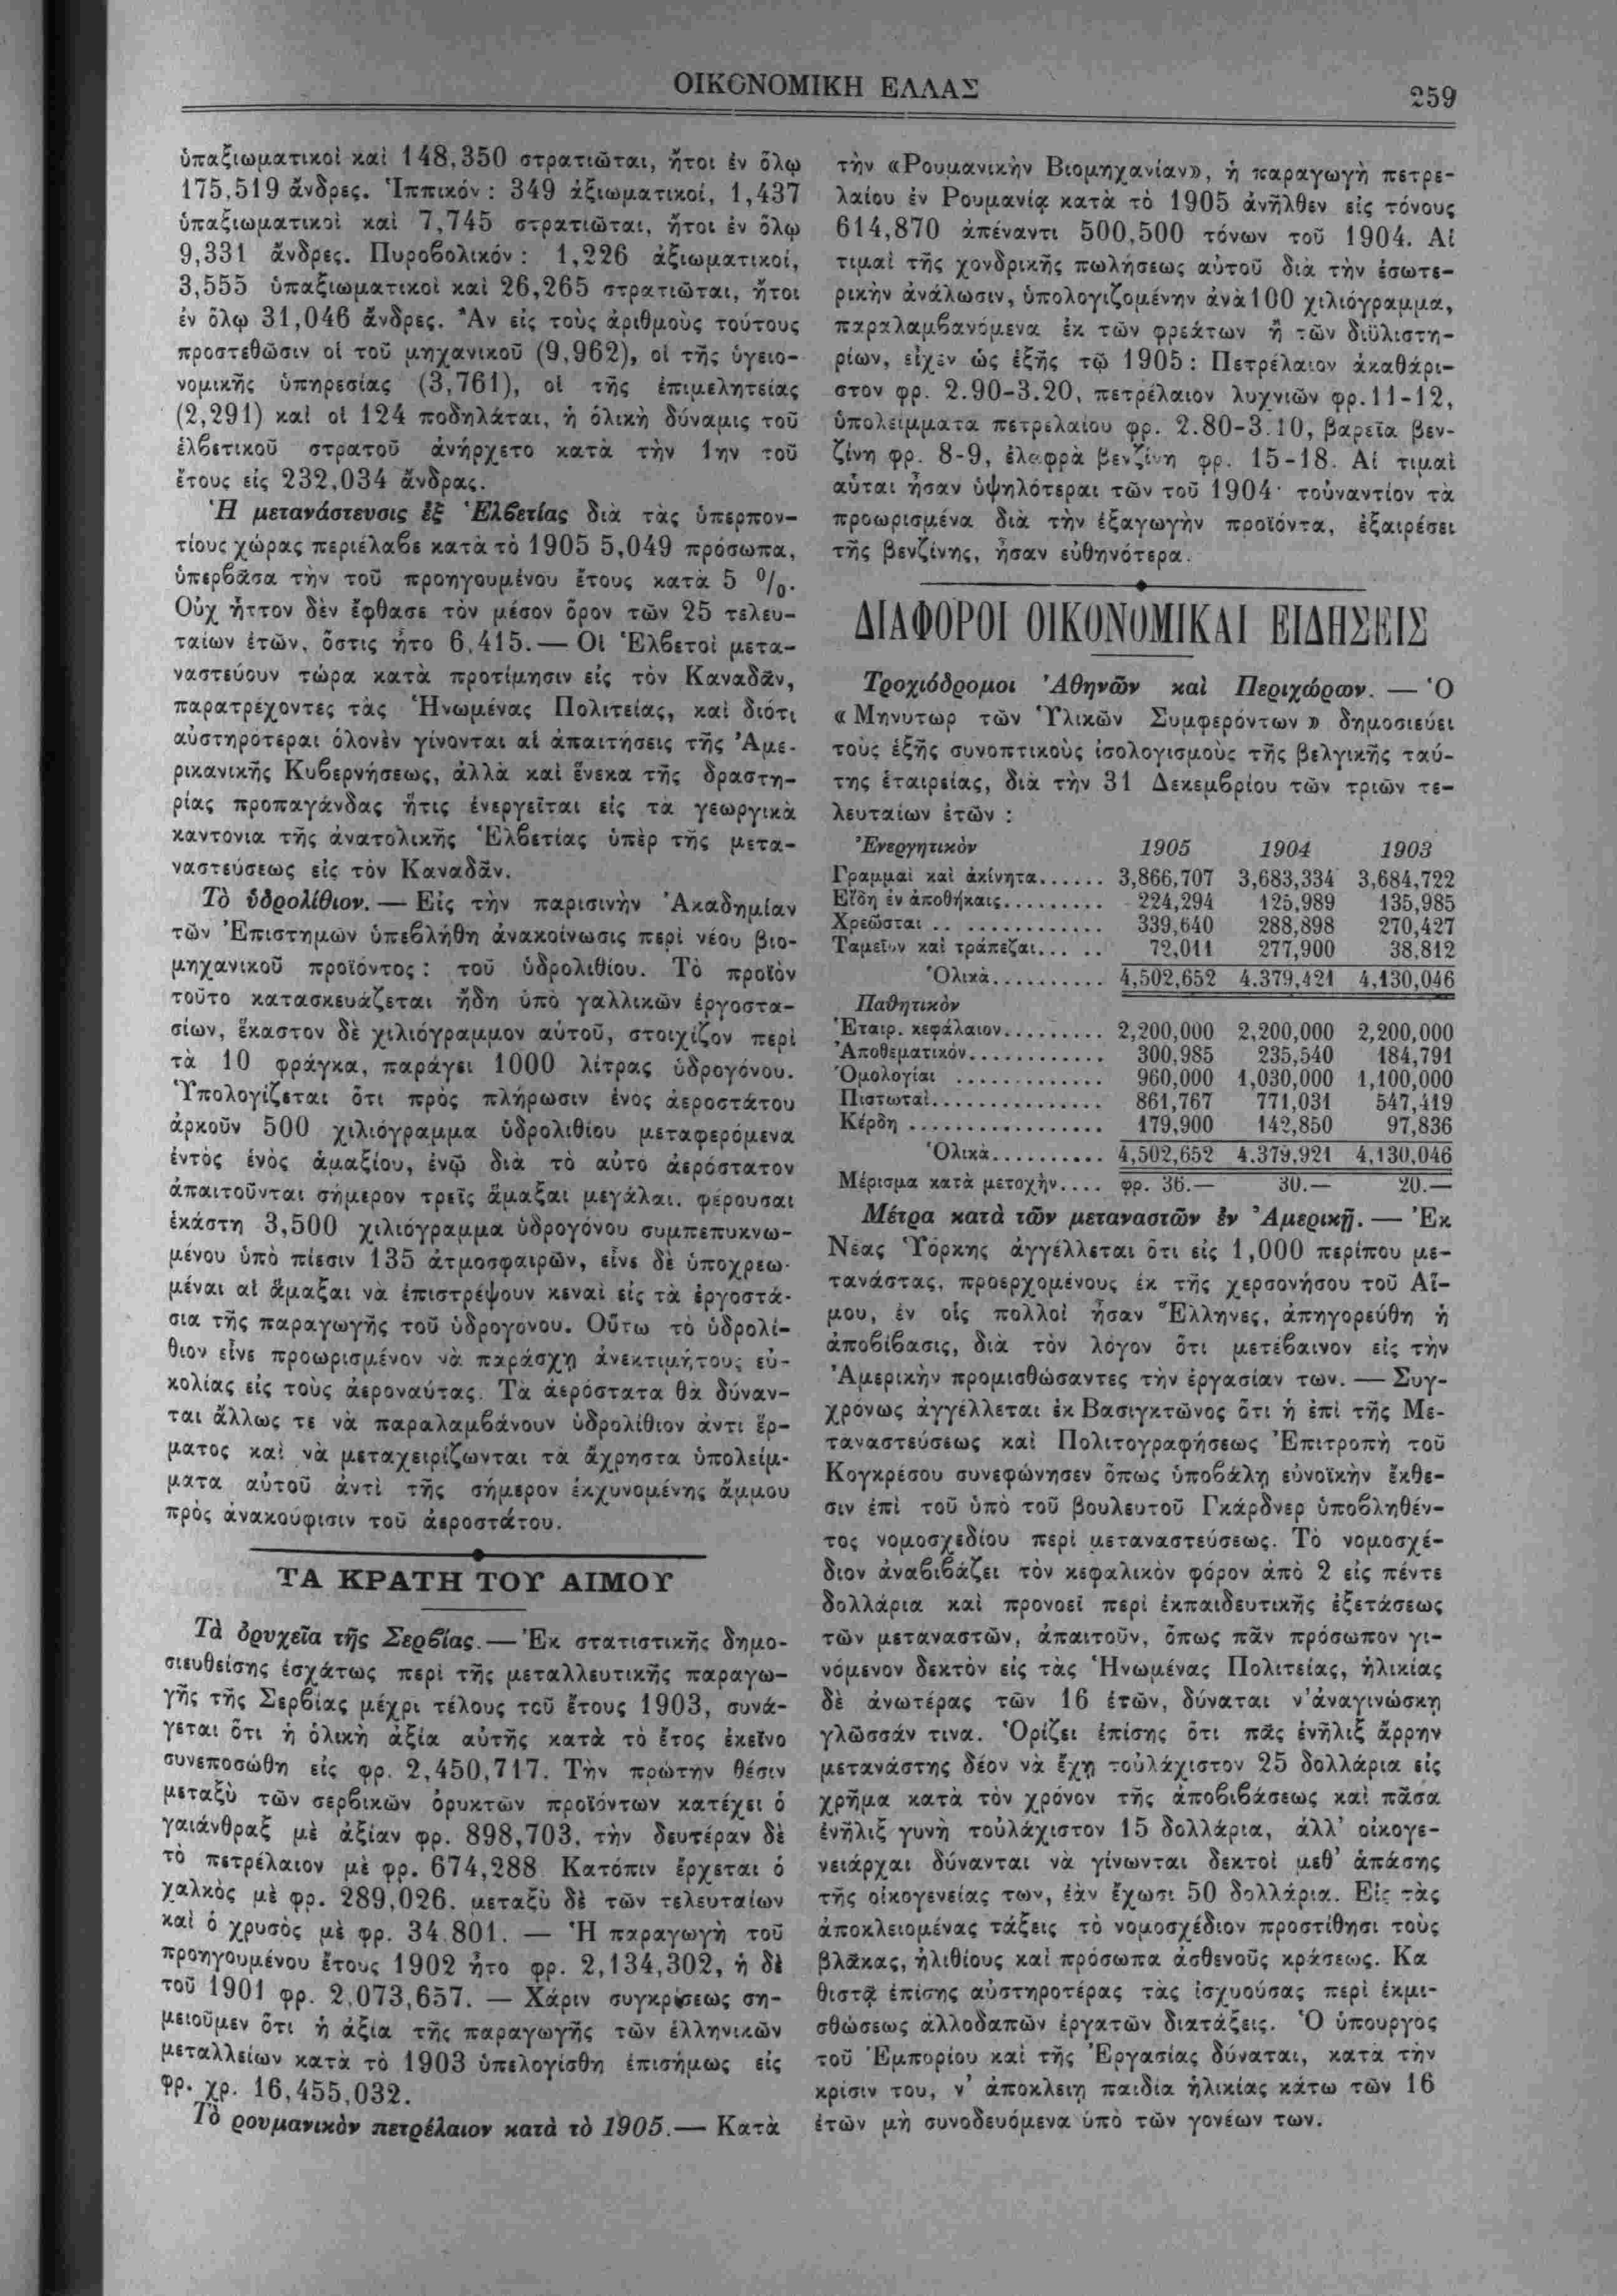 ΟΙΚΟΝΟΜΙΚΗ ΕΛΛΑΣ
259
ὑπαξιωματικοὶ καὶ 148,350 στρατιῶται, ἤτοι ἐν ὅλῳ
175,519 ἄνδρες. Ἱππικόν : 349 ἀξιωματικοί, 1,437
ὑπαξιωματικοὶ καὶ 7,745 στρατιῶται, ἤτοι ἐν ὅλῳ
9,331 ἄνδρες. Πυροβολικόν : 1,226 ἀξιωματικοί,
3,555 ὑπαξιωματικοὶ καὶ 26,265 στρατιῶται, ἤτοι
ἐν ὅλῳ 31,046 ἄνδρες. Ἂν εἰς τοὺς ἀριθμοὺς τούτους
προστεθῶσιν οἱ τοῦ μηχανικοῦ (9,962), οἱ τῆς ὑγειο-
νομικῆς ὑπηρεσίας (3,761), οἱ τῆς ἐπιμελητείας
(2,291) καὶ οἱ 124 ποδηλάται, ἡ ὁλικὴ δύναμις τοῦ
ἑλβετικοῦ στρατοῦ ἀνήρχετο κατὰ τὴν 1ην τοῦ
ἔτους εἰς 232,034 ἄνδρας.
Ἡ μετανάστευσις ἐξ Ἑλβετίας διὰ τὰς ὑπερπον-
τίους χώρας περιέλαβε κατὰ τὸ 1905 5,049 πρόσωπα,
ὑπερβᾶσα τὴν τοῦ προηγουμένου ἔτους κατὰ 5 %.
Οὐχ ἧττον δὲν ἔφθασε τὸν μέσον ὅρον τῶν 25 τελευ-
ταίων ἐτῶν, ὅστις ἦτο 6,415.— Οἱ Ἑλβετοὶ μετα-
ναστεύουν τώρα κατὰ προτίμησιν εἰς τὸν Καναδᾶν,
παρατρέχοντες τὰς Ἡνωμένας Πολιτείας, καὶ διότι
αὐστηρότεραι ὁλονὲν γίνονται αἱ ἀπαιτήσεις τῆς Ἀμε-
ρικανικῆς Κυβερνήσεως, ἀλλὰ καὶ ἕνεκα τῆς δραστη-
ρίας προπαγάνδας ἥτις ἐνεργεῖται εἰς τὰ γεωργικὰ
καντονια τῆς ἀνατολικῆς Ἑλβετίας ὑπὲρ τῆς μετα-
ναστεύσεως εἰς τὸν Καναδᾶν.
Τὸ ὑδρολίθιον.— Εἰς τὴν παρισινὴν Ἀκαδημίαν
τῶν Ἐπιστημῶν ὑπεβλήθη ἀνακοίνωσις περὶ νέου βιο-
μηχανικοῦ προϊόντος : τοῦ ὑδρολιθίου. Τὸ προϊὸν
τοῦτο κατασκευάζεται ἤδη ὑπὸ γαλλικῶν ἐργοστα-
σίων, ἕκαστον δὲ χιλιόγραμμον αὐτοῦ, στοιχίζον περὶ
τὰ 10 φράγκα, παράγει 1000 λίτρας ὑδρογόνου.
Ὑπολογίζεται ὅτι πρὸς πλήρωσιν ἑνὸς ἀεροστάτου
ἀρκοῦν 500 χιλιόγραμμα ὑδρολιθίου μεταφερόμενα
ἐντὸς ἑνὸς ἁμαξίου, ἐνῷ διὰ τὸ αὐτὸ ἀερόστατον
ἀπαιτοῦνται σήμερον τρεῖς ἅμαξαι μεγάλαι, φέρουσαι
ἑκάστη 3,500 χιλιόγραμμα ὑδρογόνου συμπεπυκνω-
μένου ὑπὸ πίεσιν 135 ἀτμοσφαιρῶν, εἶνε δὲ ὑποχρεω-
μέναι αἱ ἅμαξαι νὰ ἐπιστρέψουν κεναὶ εἰς τὰ ἐργοστά-
σια τῆς παραγωγῆς τοῦ ὑδρογόνου. Οὕτω τὸ ὑδρολί-
θιον εἶνε προωρισμένον νὰ παράσχῃ ἀνεκτιμήτους εὐ-
κολίας εἰς τοὺς ἀεροναύτας. Τὰ ἀερόστατα θὰ δύναν-
ται ἄλλως τε νὰ παραλαμβάνουν ὑδρολίθιον ἀντὶ ἕρ-
ματος καὶ νὰ μεταχειρίζωνται τὰ ἄχρηστα ὑπολείμ-
ματα αὐτοῦ ἀντὶ τῆς σήμερον ἐκχυνομένης ἄμμου
πρὸς ἀνακούφισιν τοῦ ἀεροστάτου.
ΤΑ ΚΡΑΤΗ ΤΟΥ ΑΙΜΟΥ
Τὰ ὀρυχεῖα τῆς Σερβίας.— Ἐκ στατιστικῆς δημο-
σιευθείσης ἐσχάτως περὶ τῆς μεταλλευτικῆς παραγω-
γῆς τῆς Σερβίας μέχρι τέλους τοῦ ἔτους 1903, συνά-
γεται ὅτι ἡ ὁλικὴ ἀξία αὐτῆς κατὰ τὸ ἔτος ἐκεῖνο
συνεποσώθη εἰς φρ. 2,450,717. Τὴν πρώτην θέσιν
μεταξὺ τῶν σερβικῶν ὀρυκτῶν προϊόντων κατέχει ὁ
γαιάνθραξ μὲ ἀξίαν φρ. 898,703, τὴν δευτέραν δὲ
τὸ πετρέλαιον μὲ φρ. 674,288. Κατόπιν ἔρχεται ὁ
χαλκὸς μὲ φρ. 289,026, μεταξὺ δὲ τῶν τελευταίων
καὶ ὁ χρυσὸς μὲ φρ. 34.801. — Ἡ παραγωγὴ τοῦ
προηγουμένου ἔτους 1902 ἦτο φρ. 2,134,302, ἡ δὲ
τοῦ 1901 φρ. 2,073,657. — Χάριν συγκρίσεως ση-
μειοῦμεν ὅτι ἡ ἀξία τῆς παραγωγῆς τῶν ἑλληνικῶν
μεταλλείων κατὰ τὸ 1903 ὑπελογίσθη ἐπισήμως εἰς
φρ. χρ. 16,455,032.
Τὸ ρουμανικὸν πετρέλαιον κατὰ τὸ 1905.— Κατὰ
τὴν «Ρουμανικὴν Βιομηχανίαν», ἡ παραγωγὴ πετρε-
λαίου ἐν Ρουμανίᾳ κατὰ τὸ 1905 ἀνῆλθεν εἰς τόνους
614,870 ἀπέναντι 500,500 τόνων τοῦ 1904. Αἱ
τιμαὶ τῆς χονδρικῆς πωλήσεως αὐτοῦ διὰ τὴν ἐσωτε-
ρικὴν ἀνάλωσιν, ὑπολογιζομένην ἀνὰ 100 χιλιόγραμμα,
παραλαμβανόμενα ἐκ τῶν φρεάτων ἢ τῶν διϋλιστη-
ρίων, εἶχεν ὡς ἑξῆς τῷ 1905 : Πετρέλαιον ἀκαθάρι-
στον φρ. 2.90-3.20, πετρέλαιον λυχνιῶν φρ. 11-12,
ὑπολείμματα πετρελαίου φρ. 2.80-3.10, βαρεῖα βεν-
ζίνη φρ. 8-9, ἐλαφρὰ βενζίνη φρ. 15-18. Αἱ τιμαὶ
αὗται ἦσαν ὑψηλότεραι τῶν τοῦ 1904· τοὐναντίον τὰ
προωρισμένα διὰ τὴν ἐξαγωγὴν προϊόντα, ἐξαιρέσει
τῆς βενζίνης, ἦσαν εὐθηνότερα.
ΔΙΑΦΟΡΟΙ ΟΙΚΟΝΟΜΙΚΑΙ ΕΙΔΗΣΕΙΣ
Τροχιόδρομοι Ἀθηνῶν καὶ Περιχώρων. — Ὁ
« Μηνυτωρ τῶν Ὑλικῶν Συμφερόντων » δημοσιεύει
τοὺς ἑξῆς συνοπτικοὺς ἰσολογισμοὺς τῆς βελγικῆς ταύ-
της ἑταιρείας, διὰ τὴν 31 Δεκεμβρίου τῶν τριῶν τε-
λευταίων ἐτῶν :
Ἐνεργητικὸν 1905 1904 1903
Γραμμαὶ καὶ ἀκίνητα...... 3,866,707 3,683,334 3,684,722
Εἴδη ἐν ἀποθήκαις......... 224,294 125,989 135,985
Χρεῶσται .. ............ 339,640 288,898 270,427
Ταμεῖον καὶ τράπεζαι... .. 72,011 277,900 38,812
Ὁλικὰ.......... 4,502,652 4.379,421 4,130,046
Παθητικὸν
Ἑταιρ. κεφάλαιον......... 2,200,000 2,200,000 2,200,000
Ἀποθεματικόν............ 300,985 235,540 184,791
Ὁμολογίαι ............. 960,000 1,030,000 1,100,000
Πιστωταὶ............... 861,767 771,031 547,419
Κέρδη ................. 179,900 142,850 97,836
Ὁλικὰ.......... 4,502,652 4.379,921 4,130,046
Μέρισμα κατὰ μετοχὴν.... φρ. 36.— 30.— 20.—
Μέτρα κατὰ τῶν μεταναστῶν ἐν Ἀμερικῇ. — Ἐκ
Νέας Ὑόρκης ἀγγέλλεται ὅτι εἰς 1,000 περίπου με-
τανάστας, προερχομένους ἐκ τῆς χερσονήσου τοῦ Αἵ-
μου, ἐν οἷς πολλοὶ ἦσαν Ἕλληνες, ἀπηγορεύθη ἡ
ἀποβίβασις, διὰ τὸν λόγον ὅτι μετέβαινον εἰς τὴν
Ἀμερικὴν προμισθώσαντες τὴν ἐργασίαν των. — Συγ-
χρόνως ἀγγέλλεται ἐκ Βασιγκτῶνος ὅτι ἡ ἐπὶ τῆς Με-
ταναστεύσεως καὶ Πολιτογραφήσεως Ἐπιτροπὴ τοῦ
Κογκρέσου συνεφώνησεν ὅπως ὑποβάλῃ εὐνοϊκὴν ἔκθε-
σιν ἐπὶ τοῦ ὑπὸ τοῦ βουλευτοῦ Γκάρδνερ ὑποβληθέν-
τος νομοσχεδίου περὶ μεταναστεύσεως. Τὸ νομοσχέ-
διον ἀναβιβάζει τὸν κεφαλικὸν φόρον ἀπὸ 2 εἰς πέντε
δολλάρια καὶ προνοεῖ περὶ ἐκπαιδευτικῆς ἐξετάσεως
τῶν μεταναστῶν, ἀπαιτοῦν, ὅπως πᾶν πρόσωπον γι-
νόμενον δεκτὸν εἰς τὰς Ἡνωμένας Πολιτείας, ἡλικίας
δὲ ἀνωτέρας τῶν 16 ἐτῶν, δύναται ν'ἀναγινώσκῃ
γλῶσσάν τινα. Ὁρίζει ἐπίσης ὅτι πᾶς ἐνῆλιξ ἄρρην
μετανάστης δέον νὰ ἔχῃ τοὐλάχιστον 25 δολλάρια εἰς
χρῆμα κατὰ τὸν χρόνον τῆς ἀποβιβάσεως καὶ πᾶσα
ἐνῆλιξ γυνὴ τοὐλάχιστον 15 δολλάρια, ἀλλ' οἰκογε-
νειάρχαι δύνανται νὰ γίνωνται δεκτοὶ μεθ' ἁπάσης
τῆς οἰκογενείας των, ἐὰν ἔχωσι 50 δολλάρια. Εἰς τὰς
ἀποκλειομένας τάξεις τὸ νομοσχέδιον προστίθησι τοὺς
βλᾶκας, ἠλιθίους καὶ πρόσωπα ἀσθενοῦς κράσεως. Κα
θιστᾷ ἐπίσης αὐστηροτέρας τὰς ἰσχυούσας περὶ ἐκμι-
σθώσεως ἀλλοδαπῶν ἐργατῶν διατάξεις. Ὁ ὑπουργὸς
τοῦ Ἐμπορίου καὶ τῆς Ἐργασίας δύναται, κατὰ τὴν
κρίσιν του, ν' ἀποκλείῃ παιδία ἡλικίας κάτω τῶν 16
ἐτῶν μὴ συνοδευόμενα ὑπὸ τῶν γονέων των.